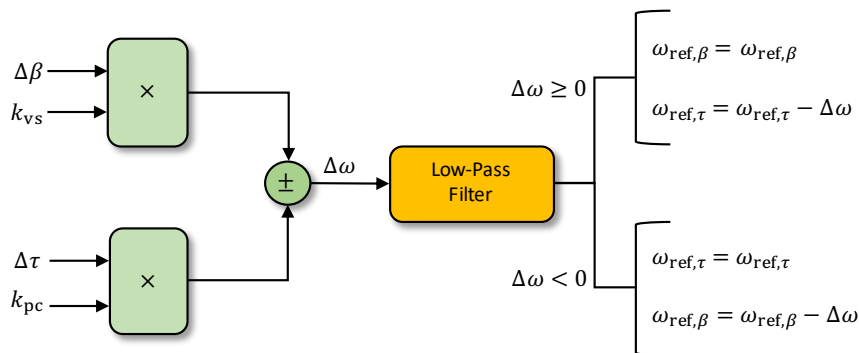 Δβ
k_vs
×
Δτ
k_pc
×
±
Δω
Low-Pass
Filter
Δω ≥ 0
ω_ref,β = ω_ref,β
ω_ref,τ = ω_ref,τ − Δω
Δω < 0
ω_ref,τ = ω_ref,τ
ω_ref,β = ω_ref,β − Δω